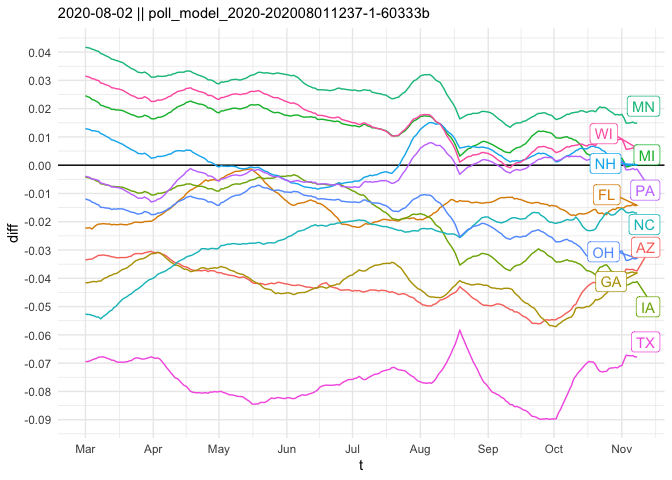 2020-08-02 || poll_model_2020-202008011237-1-60333b
0.04
0.03
0.02
0.01
0.00
-0.01
-0.02
-0.03
-0.04
-0.05
-0.06
-0.07
-0.08
-0.09
diff
MN
WI
MI
NH
PA
FL
NC
AZ
OH
GA
IA
TX
Mar Apr May Jun Jul Aug Sep Oct Nov
t